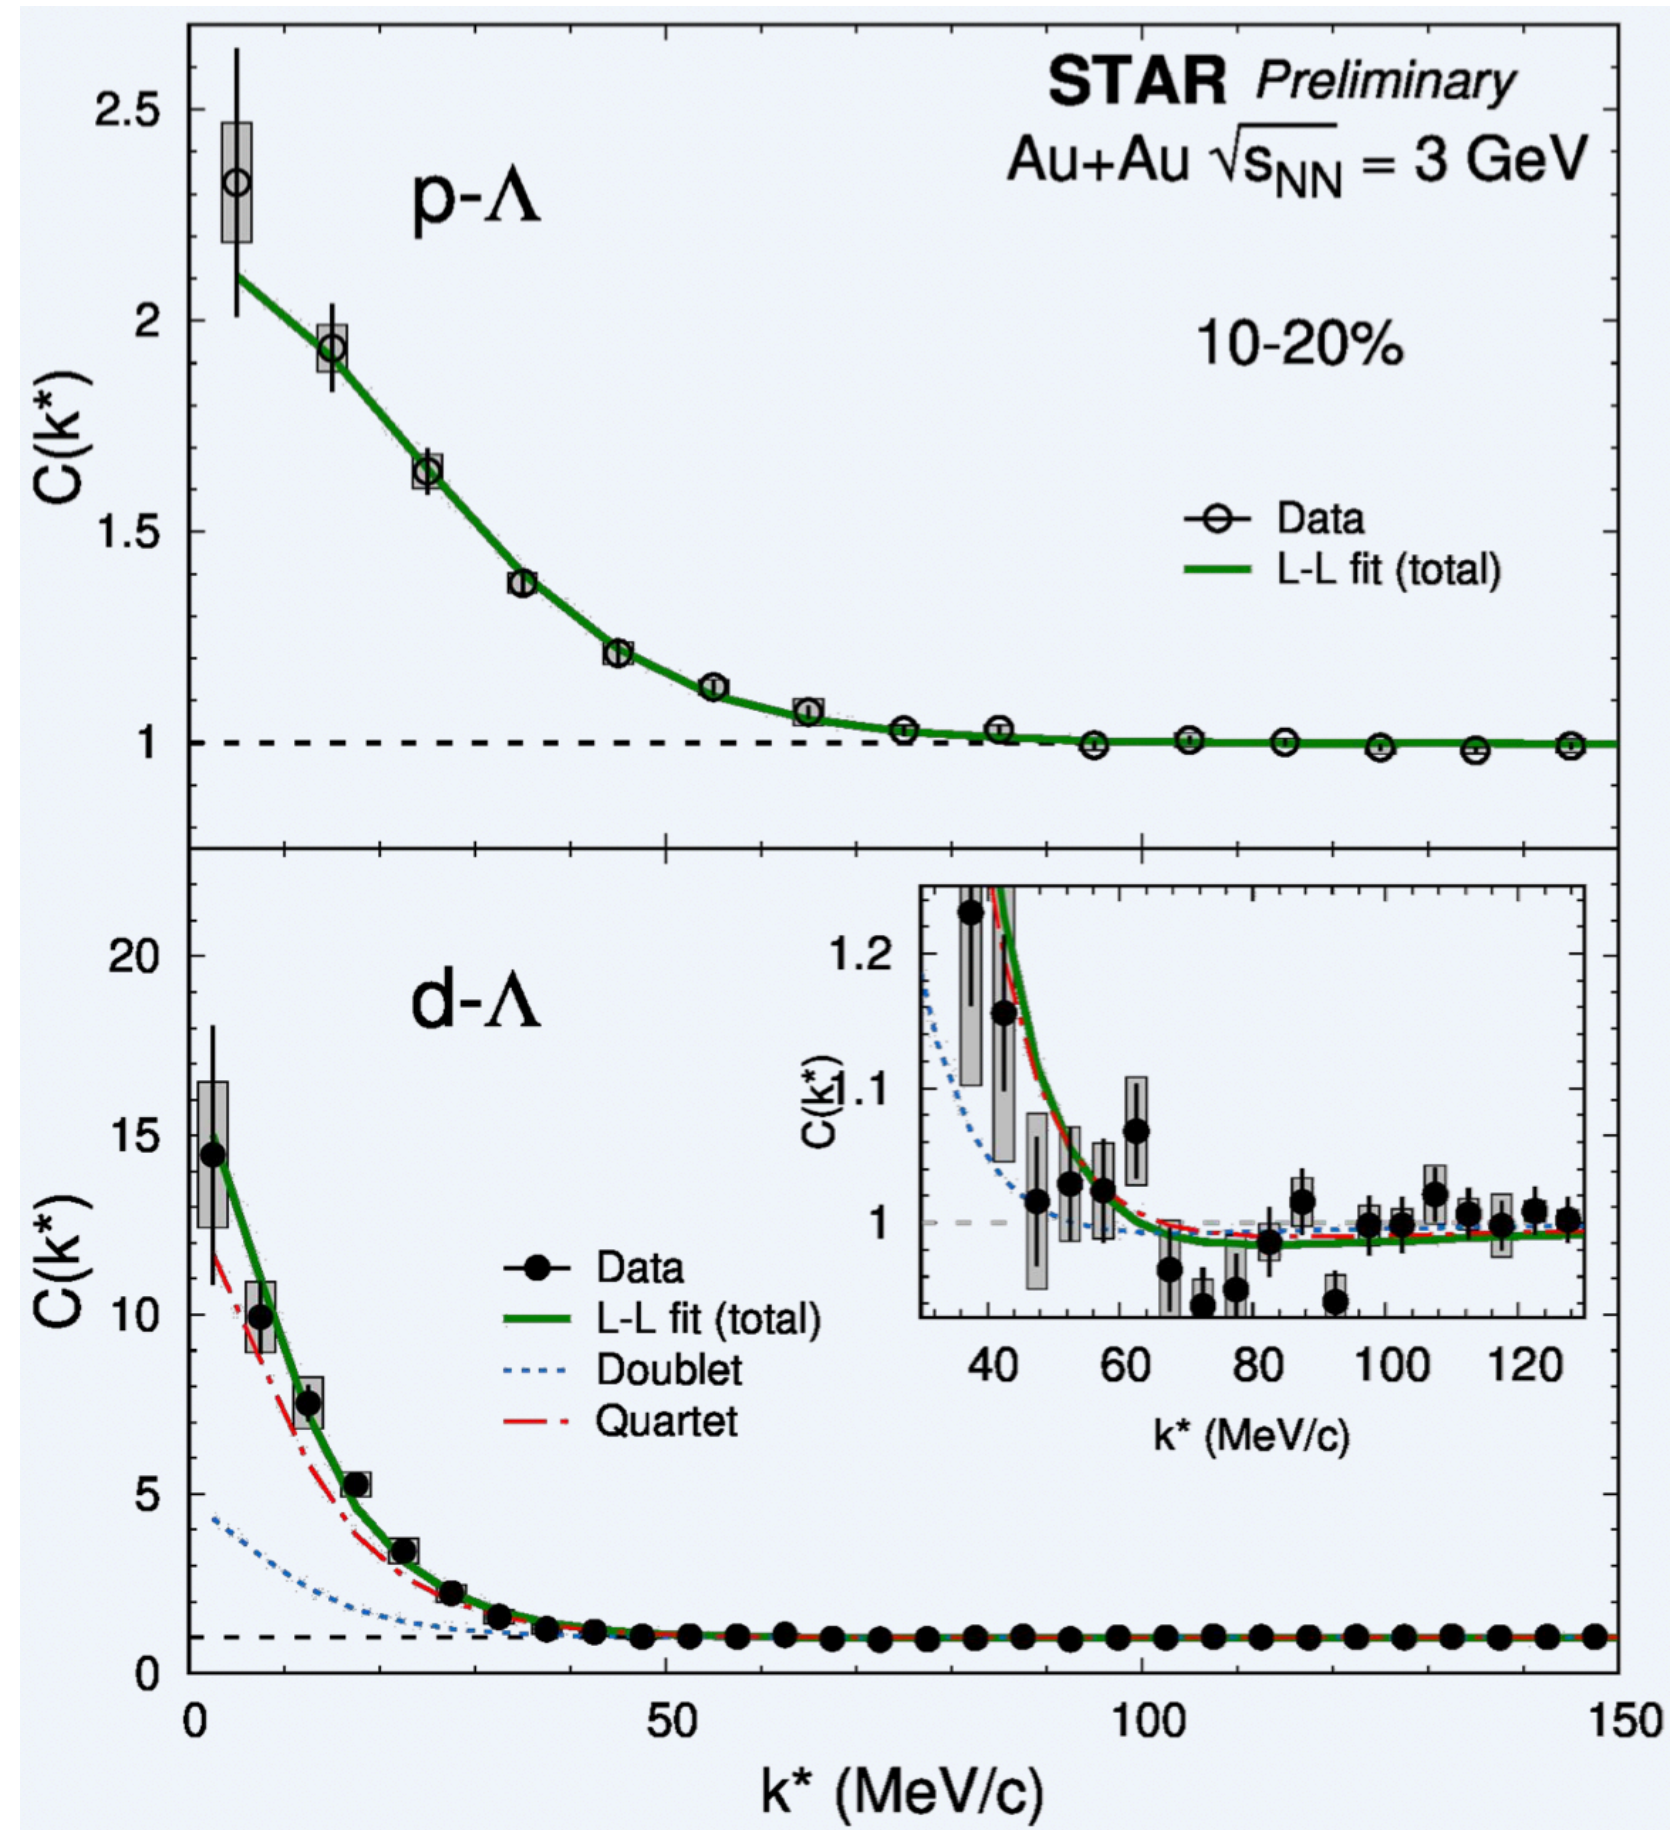 STAR Preliminary
Au+Au √sNN = 3 GeV
p-Λ
10-20%
C(k*)
2.5
2
1.5
1
Data
L-L fit (total)
d-Λ
C(k*)
20
15
10
5
0
Data
L-L fit (total)
Doublet
Quartet
C(k*)
1.2
1.1
1
40 60 80 100 120
k* (MeV/c)
0 50 100 150
k* (MeV/c)